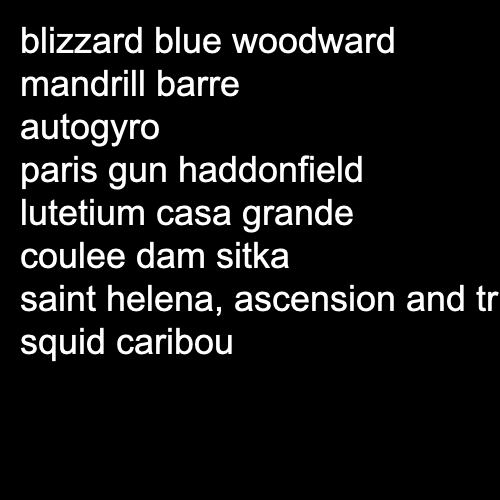 blizzard blue woodward
mandrill barre
autogyro
paris gun haddonfield
lutetium casa grande
coulee dam sitka
saint helena, ascension and tr
squid caribou